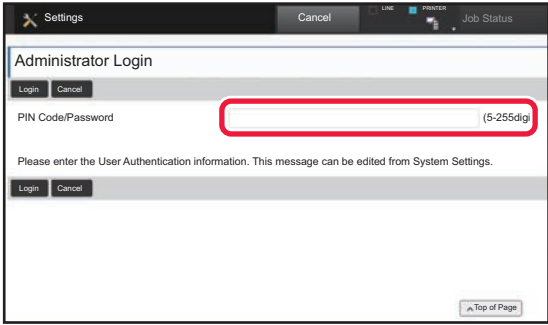 Settings
Cancel
LINE
PRINTER
Job Status
Administrator Login
Login Cancel
PIN Code/Password
(5-255digi
Please enter the User Authentication information. This message can be edited from System Settings.
Login Cancel
Top of Page